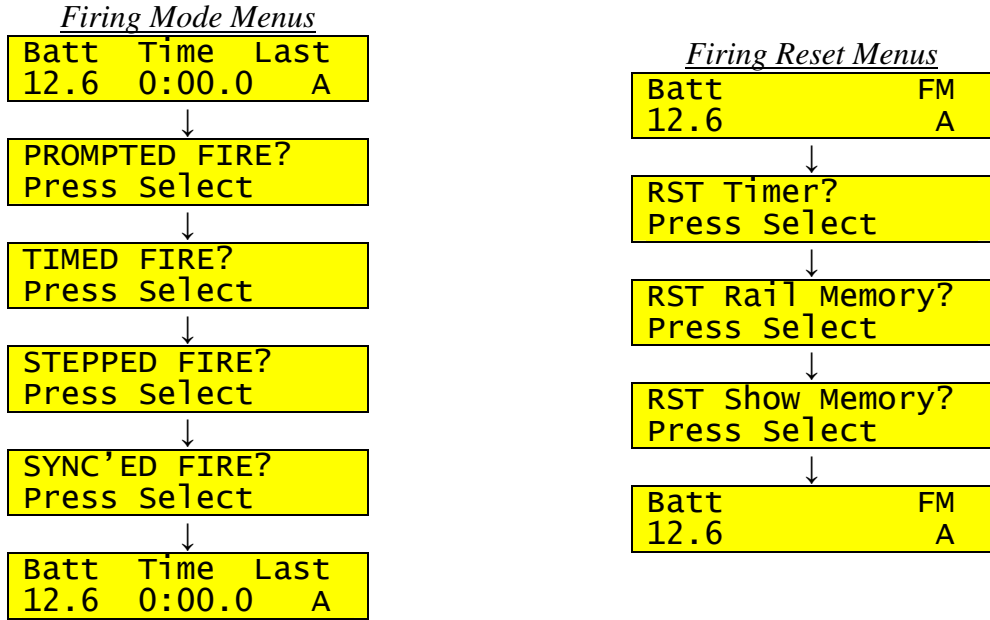 Firing Mode Menus
Batt Time Last
12.6 0:00.0 A
↓
PROMPTED FIRE?
Press Select
↓
TIMED FIRE?
Press Select
↓
STEPPED FIRE?
Press Select
↓
SYNC’ED FIRE?
Press Select
↓
Batt Time Last
12.6 0:00.0 A
Firing Reset Menus
Batt FM
12.6 A
↓
RST Timer?
Press Select
↓
RST Rail Memory?
Press Select
↓
RST Show Memory?
Press Select
↓
Batt FM
12.6 A